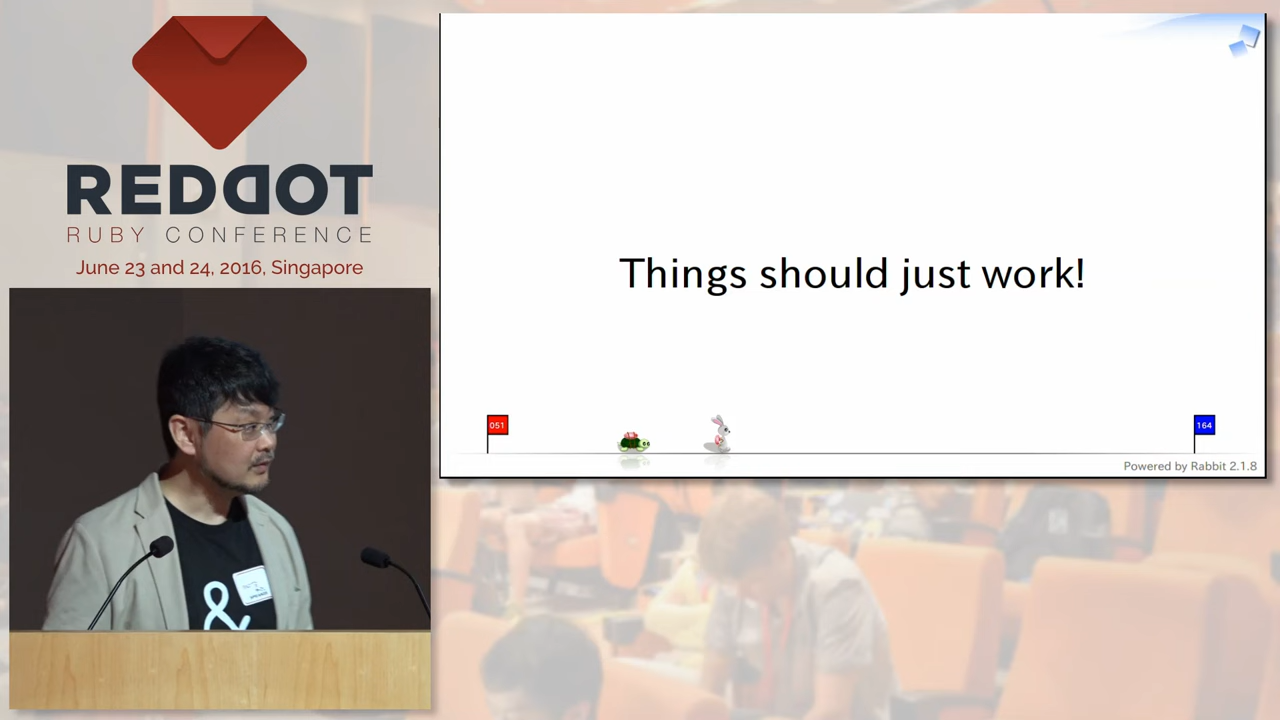 REDDOT
RUBY CONFERENCE
June 23 and 24, 2016, Singapore
Things should just work!
051
164
Powered by Rabbit 2.1.8
&